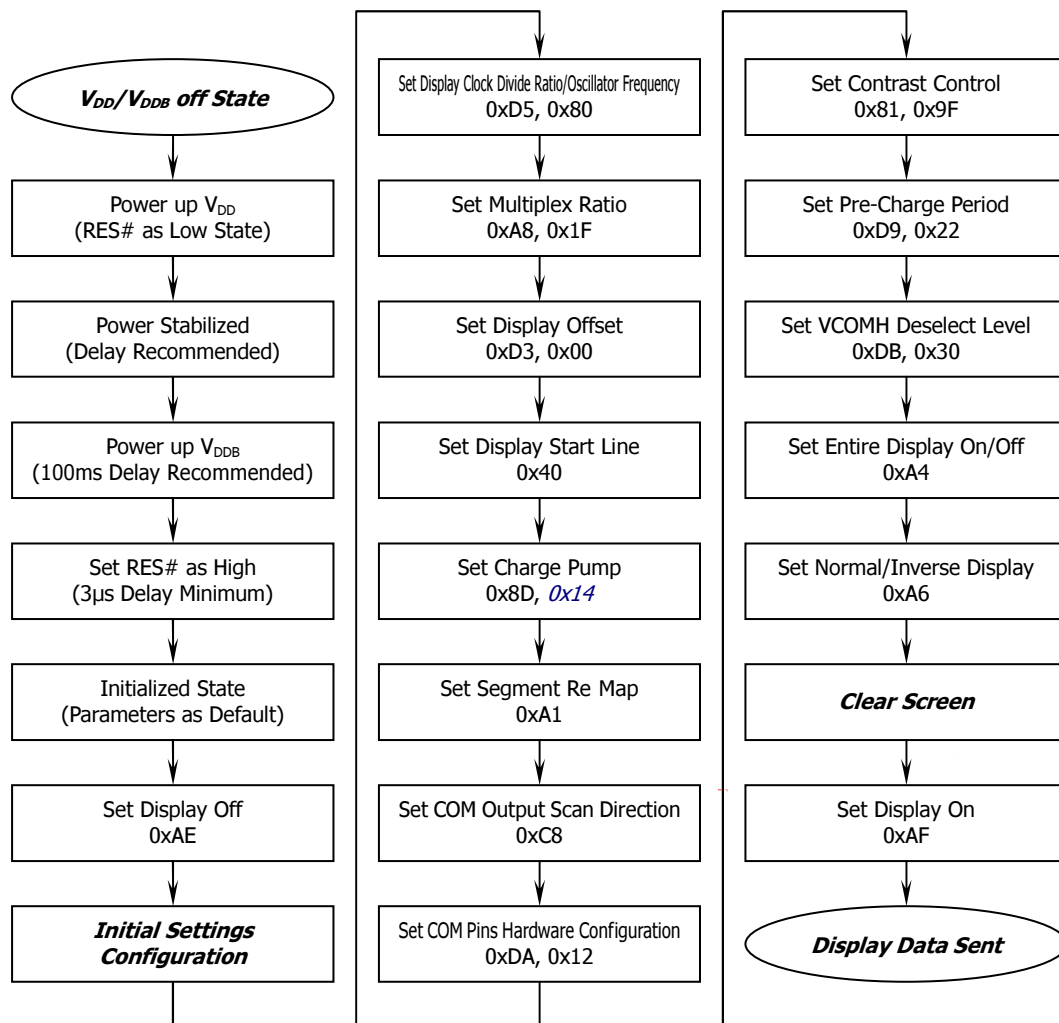 V_DD/V_DDB off State
Power up V_DD
(RES# as Low State)
Power Stabilized
(Delay Recommended)
Power up V_DDB
(100ms Delay Recommended)
Set RES# as High
(3µs Delay Minimum)
Initialized State
(Parameters as Default)
Set Display Off
0xAE
Initial Settings
Configuration
Set Display Clock Divide Ratio/Oscillator Frequency
0xD5, 0x80
Set Multiplex Ratio
0xA8, 0x1F
Set Display Offset
0xD3, 0x00
Set Display Start Line
0x40
Set Charge Pump
0x8D, 0x14
Set Segment Re Map
0xA1
Set COM Output Scan Direction
0xC8
Set COM Pins Hardware Configuration
0xDA, 0x12
Set Contrast Control
0x81, 0x9F
Set Pre-Charge Period
0xD9, 0x22
Set VCOMH Deselect Level
0xDB, 0x30
Set Entire Display On/Off
0xA4
Set Normal/Inverse Display
0xA6
Clear Screen
Set Display On
0xAF
Display Data Sent